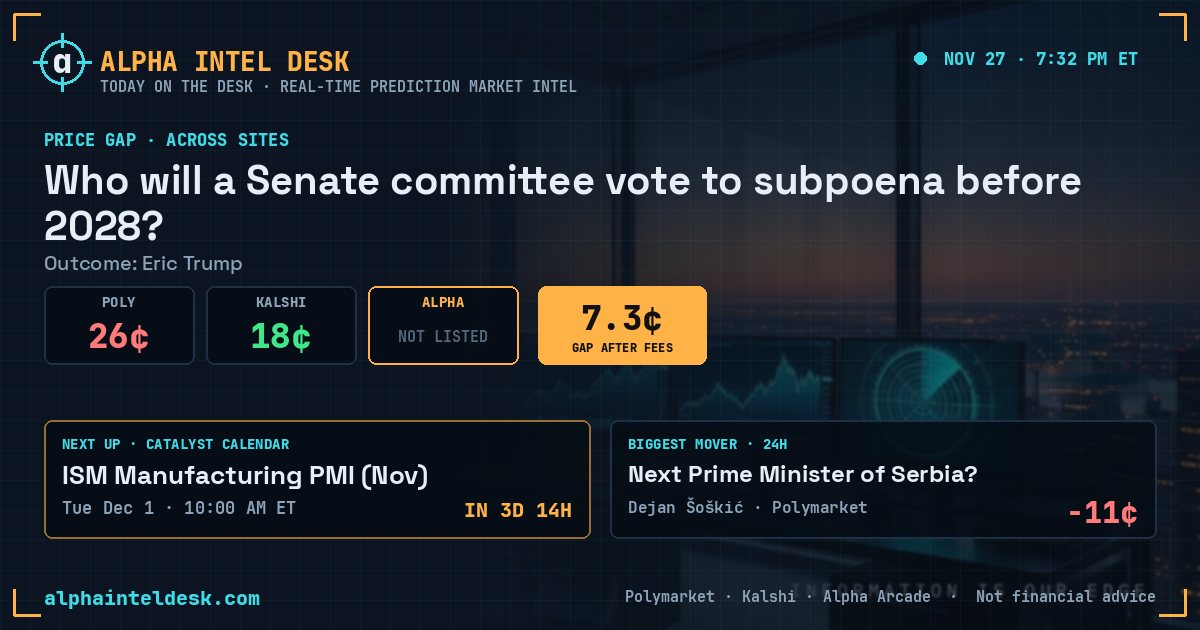 α
ALPHA INTEL DESK
TODAY ON THE DESK · REAL-TIME PREDICTION MARKET INTEL
NOV 27 · 7:32 PM ET
PRICE GAP · ACROSS SITES
Who will a Senate committee vote to subpoena before
2028?
Outcome: Eric Trump
POLY
26¢
KALSHI
18¢
ALPHA
NOT LISTED
7.3¢
GAP AFTER FEES
NEXT UP · CATALYST CALENDAR
ISM Manufacturing PMI (Nov)
Tue Dec 1 · 10:00 AM ET
IN 3D 14H
BIGGEST MOVER · 24H
Next Prime Minister of Serbia?
Dejan Šoškić · Polymarket
-11¢
INFORMATION IS OUR EDGE
alphainteldesk.com
Polymarket · Kalshi · Alpha Arcade · Not financial advice